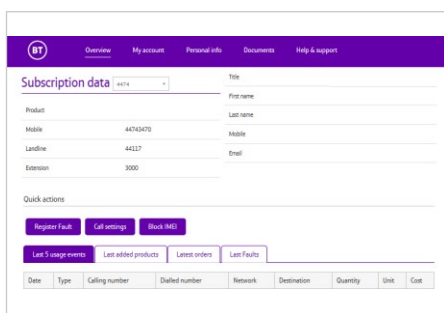 BT Overview My account Personal info Documents Help & support
Subscription data 4474
Product
Mobile 44743470
Landline 44117
Extension 3000
Title
First name
Last name
Mobile
Email
Quick actions
Register Fault Call settings Block IMEI
Last 5 usage events Last added products Latest orders Last Faults
Date Type Calling number Dialled number Network Destination Quantity Unit Cost